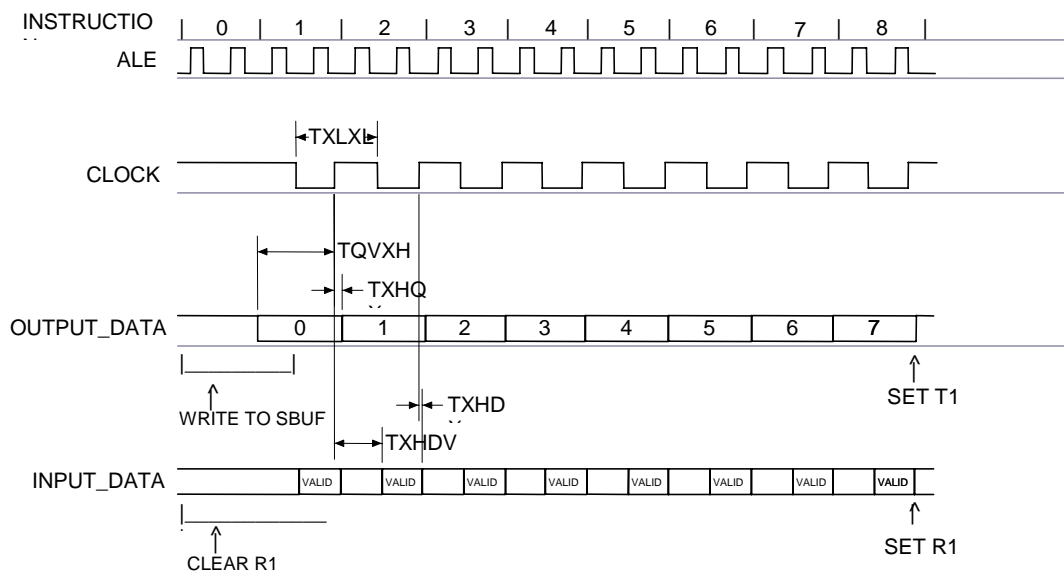 INSTRUCTIO
0 1 2 3 4 5 6 7 8
ALE
TXLXL
CLOCK
TQVXH
TXHQ
OUTPUT_DATA
0 1 2 3 4 5 6 7
SET T1
WRITE TO SBUF
TXHD
TXHDV
INPUT_DATA
VALID VALID VALID VALID VALID VALID VALID VALID
SET R1
CLEAR R1